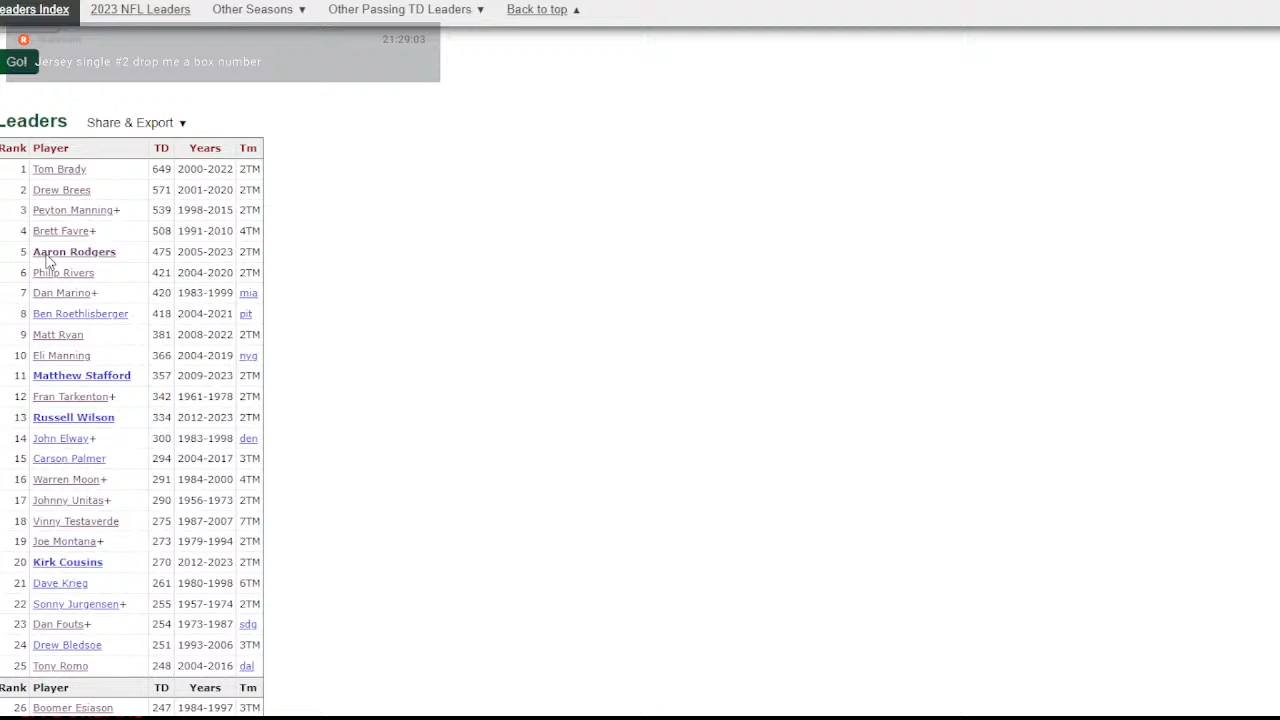 eaders Index 2023 NFL Leaders Other Seasons ▼ Other Passing TD Leaders ▼ Back to top ▲
R 21:29:03
Go! Jersey single #2 drop me a box number
Leaders Share & Export ▼
Rank Player TD Years Tm
1 Tom Brady 649 2000-2022 2TM
2 Drew Brees 571 2001-2020 2TM
3 Peyton Manning+ 539 1998-2015 2TM
4 Brett Favre+ 508 1991-2010 4TM
5 Aaron Rodgers 475 2005-2023 2TM
6 Philip Rivers 421 2004-2020 2TM
7 Dan Marino+ 420 1983-1999 mia
8 Ben Roethlisberger 418 2004-2021 pit
9 Matt Ryan 381 2008-2022 2TM
10 Eli Manning 366 2004-2019 nyg
11 Matthew Stafford 357 2009-2023 2TM
12 Fran Tarkenton+ 342 1961-1978 2TM
13 Russell Wilson 334 2012-2023 2TM
14 John Elway+ 300 1983-1998 den
15 Carson Palmer 294 2004-2017 3TM
16 Warren Moon+ 291 1984-2000 4TM
17 Johnny Unitas+ 290 1956-1973 2TM
18 Vinny Testaverde 275 1987-2007 7TM
19 Joe Montana+ 273 1979-1994 2TM
20 Kirk Cousins 270 2012-2023 2TM
21 Dave Krieg 261 1980-1998 6TM
22 Sonny Jurgensen+ 255 1957-1974 2TM
23 Dan Fouts+ 254 1973-1987 sdg
24 Drew Bledsoe 251 1993-2006 3TM
25 Tony Romo 248 2004-2016 dal
Rank Player TD Years Tm
26 Boomer Esiason 247 1984-1997 3TM